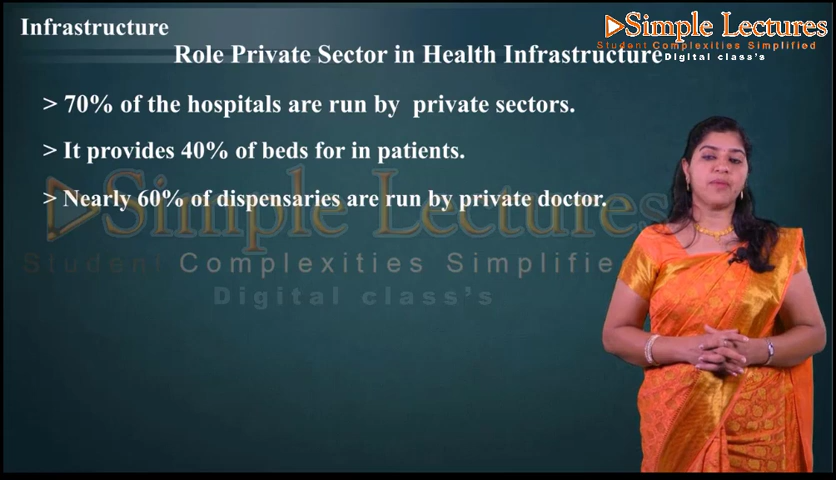 Infrastructure
Simple Lectures
Student Complexities Simplified
Digital class's
Role Private Sector in Health Infrastructure
> 70% of the hospitals are run by private sectors.
> It provides 40% of beds for in patients.
> Nearly 60% of dispensaries are run by private doctor.
Simple Lectures
Student Complexities Simplifie
Digital class's